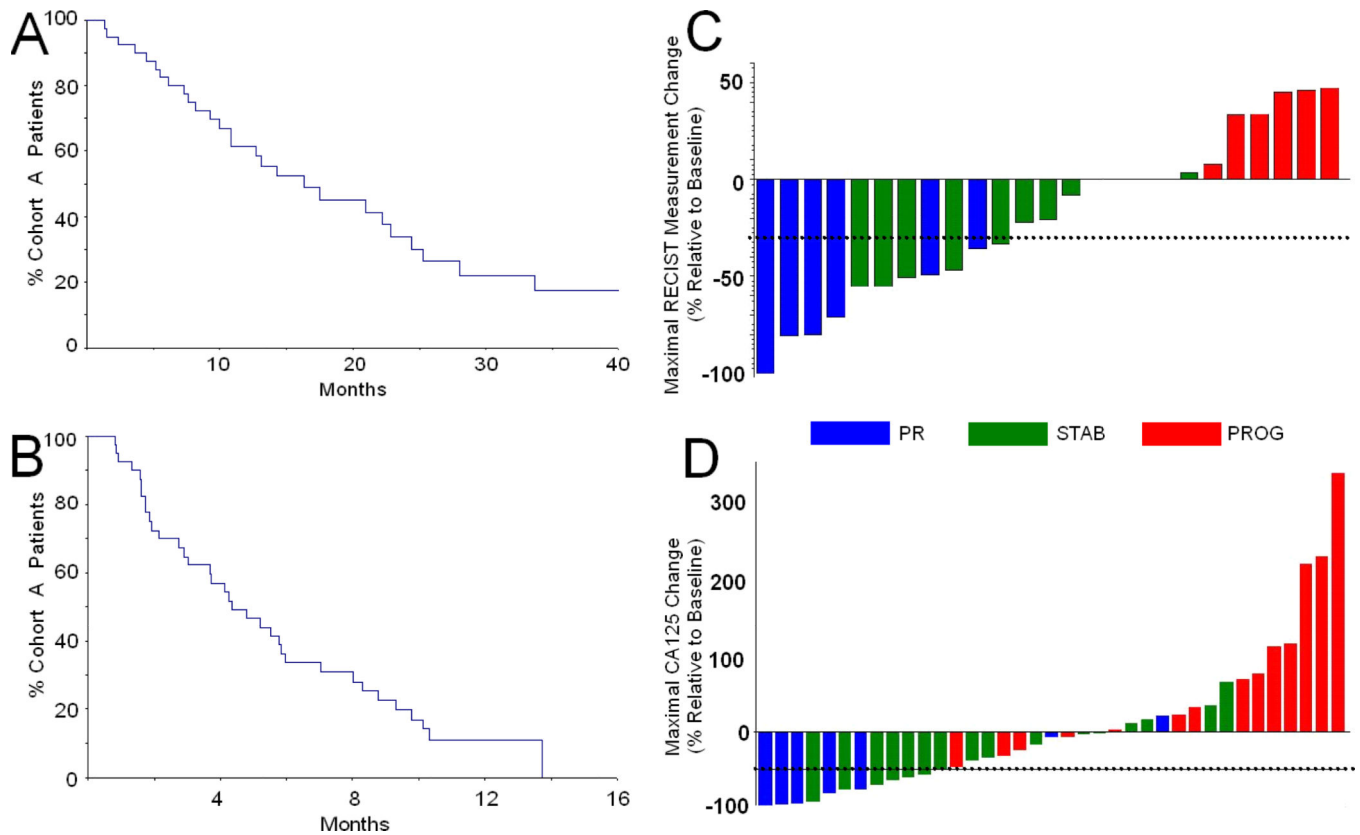 A
100
80
60
40
20
0
% Cohort A Patients
10
20
30
40
Months
B
100
80
60
40
20
0
% Cohort A Patients
4
8
12
16
Months
C
50
0
-50
-100
Maximal RECIST Measurement Change
(% Relative to Baseline)
PR
STAB
PROG
D
300
200
100
0
-100
Maximal CA125 Change
(% Relative to Baseline)